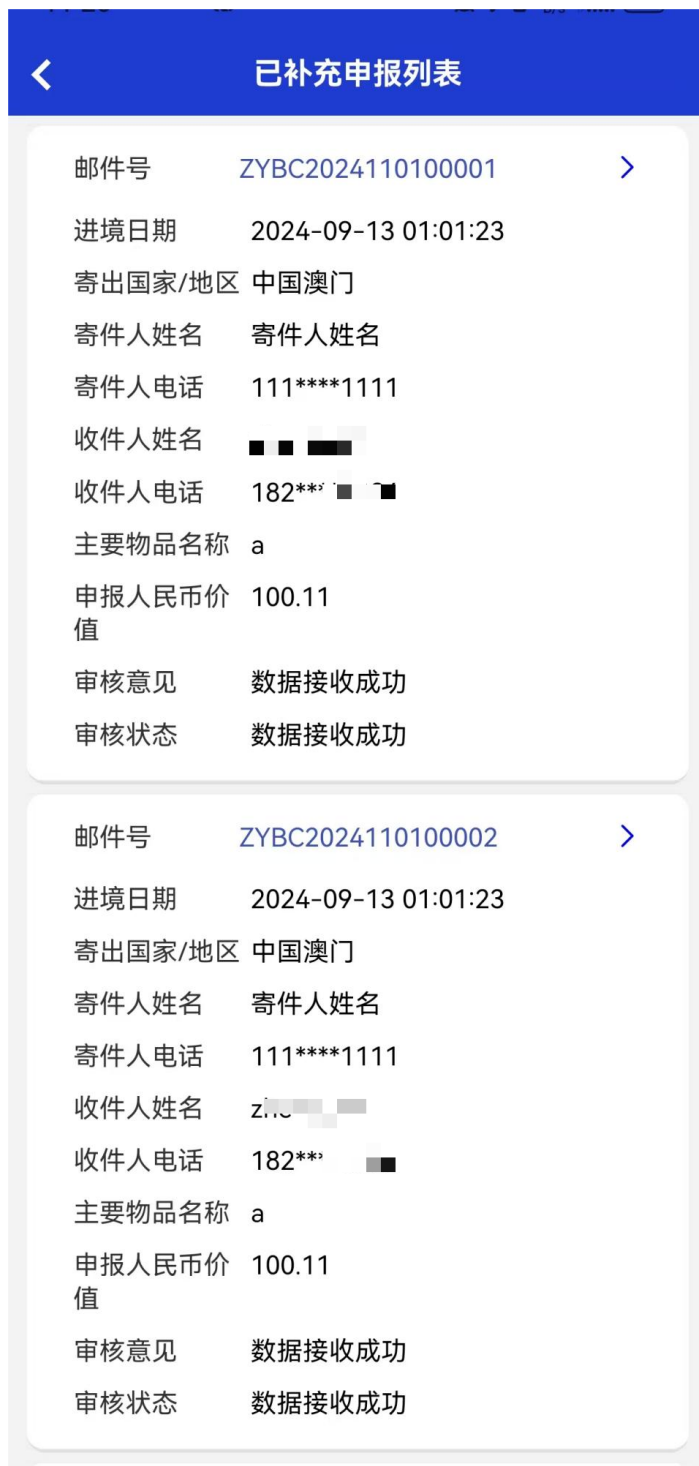 已补充申报列表
邮件号 ZYBC2024110100001
进境日期 2024-09-13 01:01:23
寄出国家/地区 中国澳门
寄件人姓名 寄件人姓名
寄件人电话 111****1111
收件人姓名
收件人电话 182**
主要物品名称 a
申报人民币价 100.11
值
审核意见 数据接收成功
审核状态 数据接收成功
邮件号 ZYBC2024110100002
进境日期 2024-09-13 01:01:23
寄出国家/地区 中国澳门
寄件人姓名 寄件人姓名
寄件人电话 111****1111
收件人姓名
收件人电话 182**
主要物品名称 a
申报人民币价 100.11
值
审核意见 数据接收成功
审核状态 数据接收成功